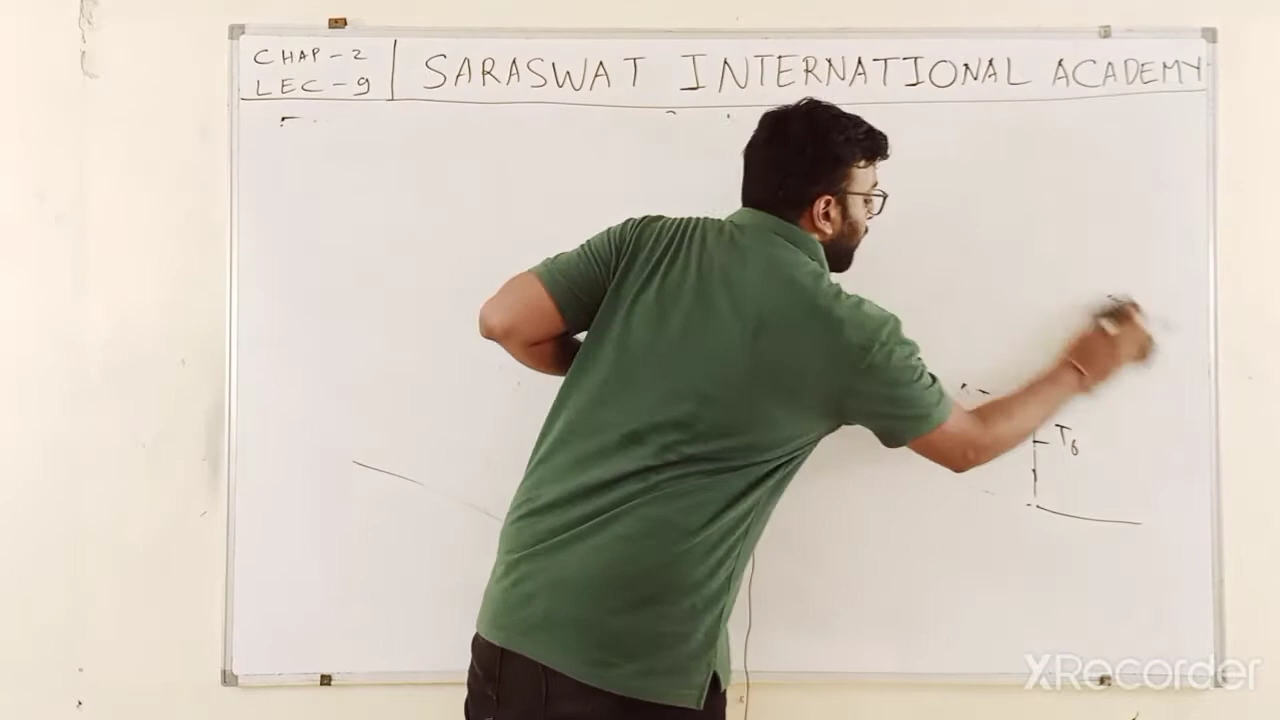 CHAP-2
LEC-9
SARASWAT INTERNATIONAL ACADEMY
T6
XRecorder